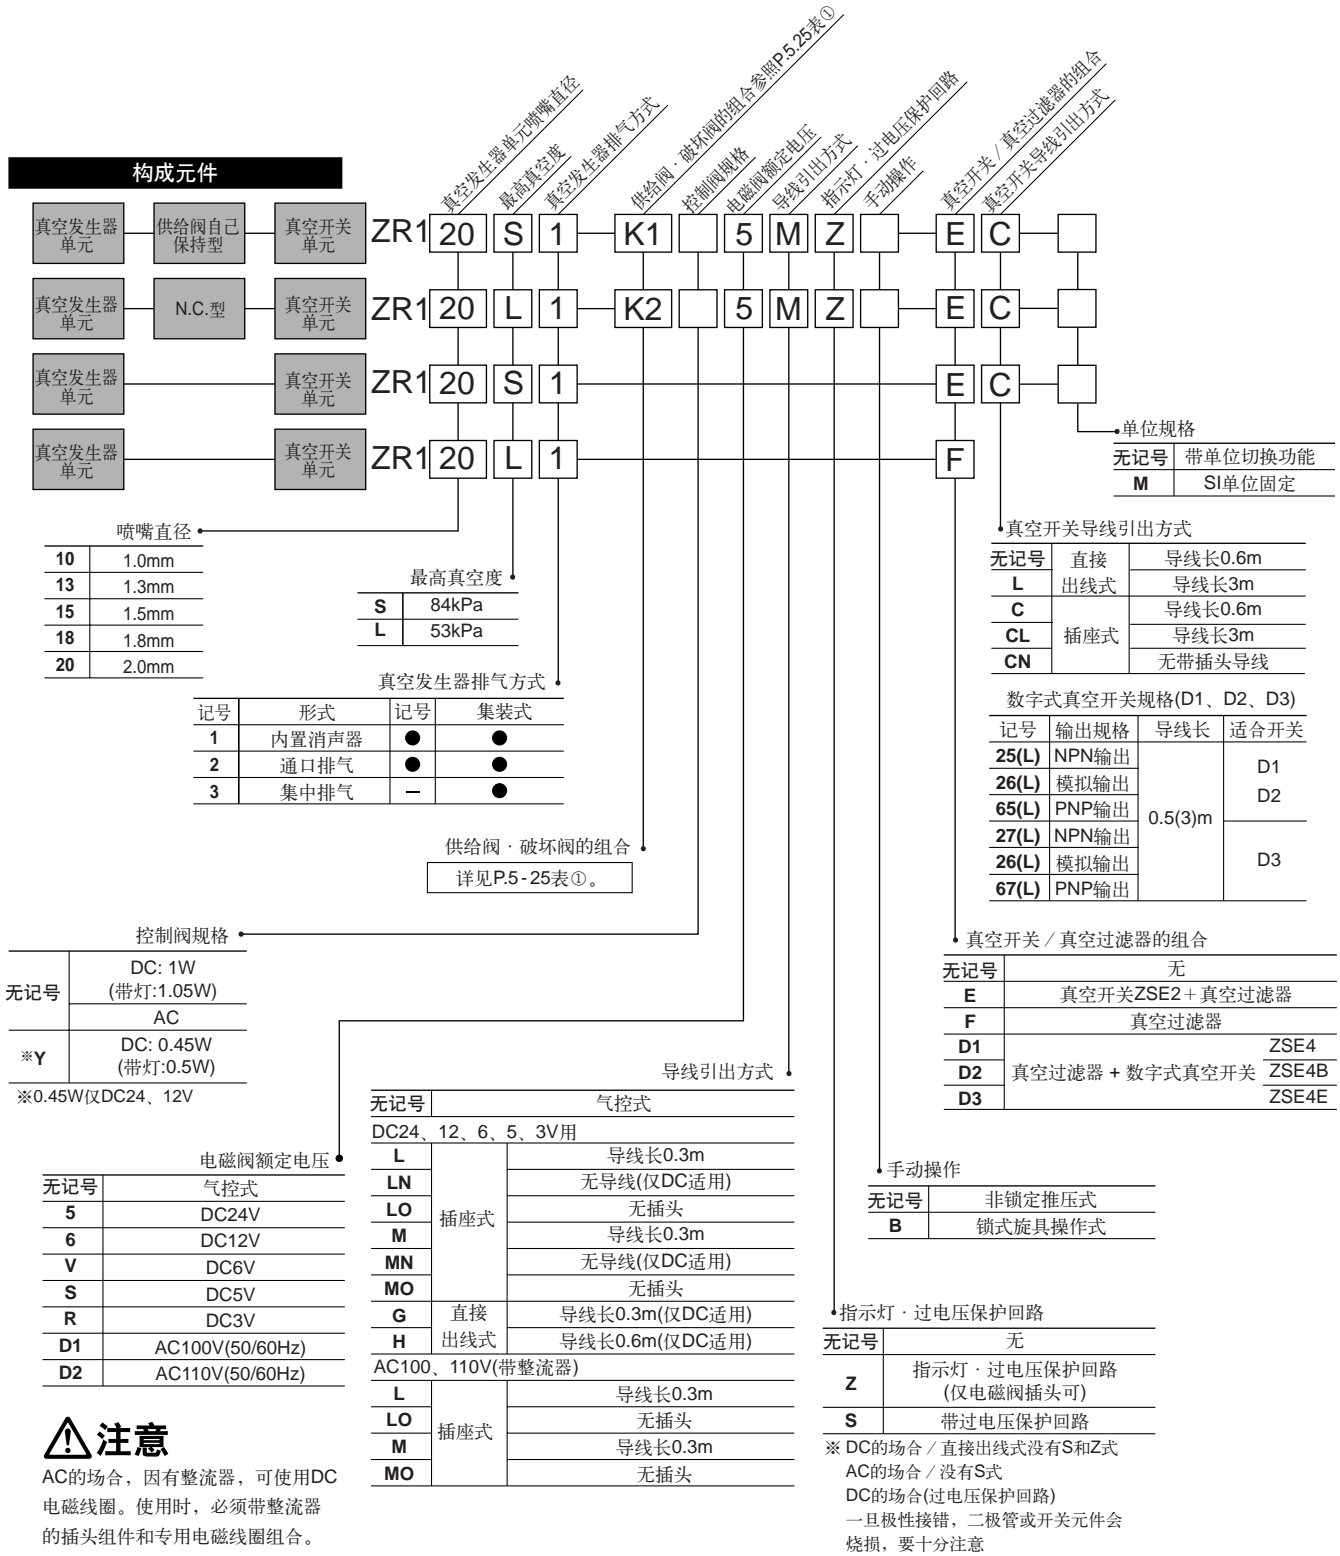 真空发生器单元喷嘴直径
最高真空度
真空发生器排气方式
供给阀·破坏阀的组合参照P.5.25表①
控制阀规格
电磁阀额定电压
导线引出方式
指示灯·过电压保护回路
手动操作
真空开关／真空过滤器的组合
真空开关导线引出方式
构成元件
真空发生器单元 供给阀自己保持型 真空开关单元 ZR1 20 S 1 K1 5 M Z E C
真空发生器单元 N.C.型 真空开关单元 ZR1 20 L 1 K2 5 M Z E C
真空发生器单元 真空开关单元 ZR1 20 S 1 E C
真空发生器单元 真空开关单元 ZR1 20 L 1 F
单位规格
无记号 带单位切换功能
M SI单位固定
喷嘴直径
10 1.0mm
13 1.3mm
15 1.5mm
18 1.8mm
20 2.0mm
最高真空度
S 84kPa
L 53kPa
真空发生器排气方式
记号 形式 记号 集装式
1 内置消声器 ● ●
2 通口排气 ● ●
3 集中排气 – ●
供给阀·破坏阀的组合
详见P.5-25表①。
真空开关导线引出方式
无记号 直接出线式 导线长0.6m
L 导线长3m
C 插座式 导线长0.6m
CL 导线长3m
CN 无带插头导线
数字式真空开关规格(D1、D2、D3)
记号 输出规格 导线长 适合开关
25(L) NPN输出 0.5(3)m D1 D2
26(L) 模拟输出
65(L) PNP输出
27(L) NPN输出 D3
26(L) 模拟输出
67(L) PNP输出
控制阀规格
无记号 DC: 1W
(带灯:1.05W)
AC
※Y DC: 0.45W
(带灯:0.5W)
※0.45W仅DC24、12V
真空开关／真空过滤器的组合
无记号 无
E 真空开关ZSE2＋真空过滤器
F 真空过滤器
D1 真空过滤器 + 数字式真空开关 ZSE4
D2 ZSE4B
D3 ZSE4E
电磁阀额定电压
无记号 气控式
5 DC24V
6 DC12V
V DC6V
S DC5V
R DC3V
D1 AC100V(50/60Hz)
D2 AC110V(50/60Hz)
导线引出方式
无记号 气控式
DC24、12、6、5、3V用
L 插座式 导线长0.3m
LN 无导线(仅DC适用)
LO 无插头
M 导线长0.3m
MN 无导线(仅DC适用)
MO 无插头
G 直接出线式 导线长0.3m(仅DC适用)
H 导线长0.6m(仅DC适用)
AC100、110V(带整流器)
L 插座式 导线长0.3m
LO 无插头
M 导线长0.3m
MO 无插头
手动操作
无记号 非锁定推压式
B 锁式旋具操作式
指示灯·过电压保护回路
无记号 无
Z 指示灯·过电压保护回路
(仅电磁阀插头可)
S 带过电压保护回路
※ DC的场合／直接出线式没有S和Z式
AC的场合／没有S式
DC的场合(过电压保护回路)
一旦极性接错，二极管或开关元件会
烧损，要十分注意
注意
AC的场合，因有整流器，可使用DC
电磁线圈。使用时，必须带整流器
的插头组件和专用电磁线圈组合。